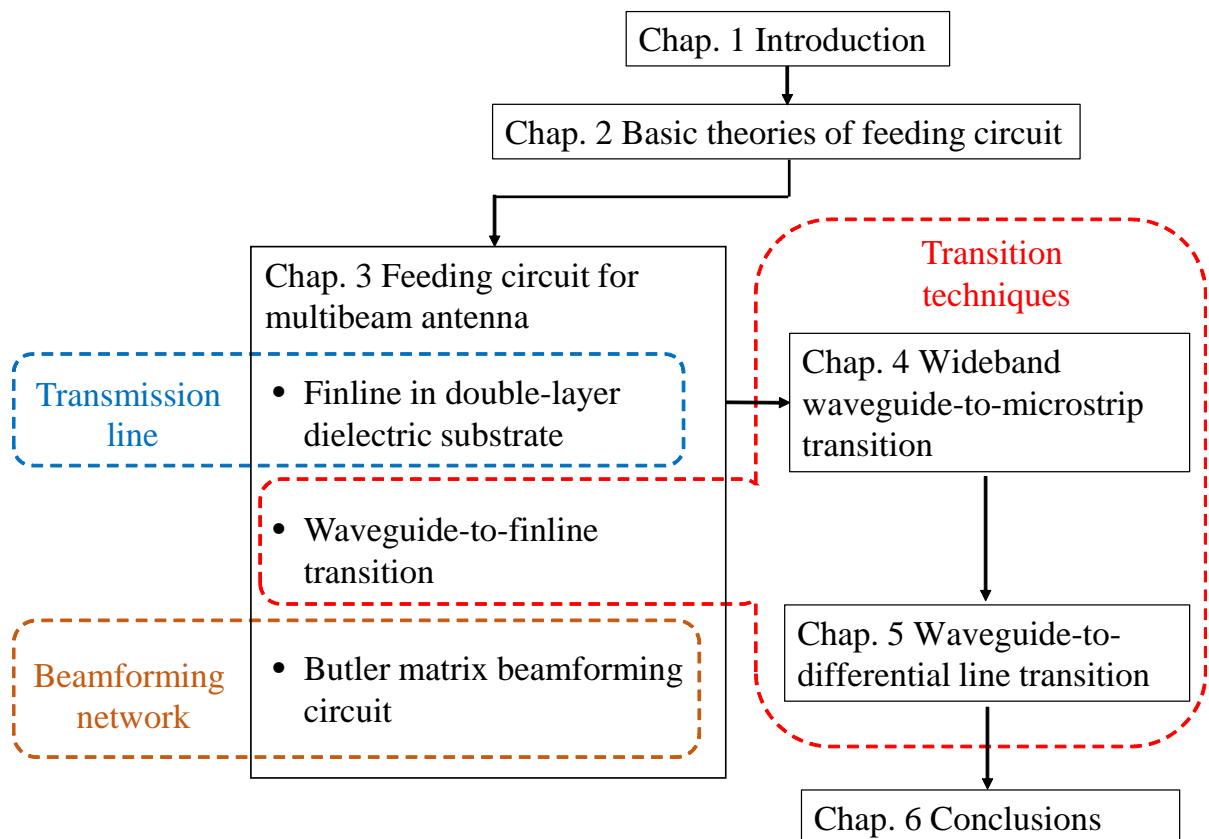 Chap. 1 Introduction
Chap. 2 Basic theories of feeding circuit
Chap. 3 Feeding circuit for
multibeam antenna
Transmission
line
• Finline in double-layer
dielectric substrate
• Waveguide-to-finline
transition
Beamforming
network
• Butler matrix beamforming
circuit
Transition
techniques
Chap. 4 Wideband
waveguide-to-microstrip
transition
Chap. 5 Waveguide-to-
differential line transition
Chap. 6 Conclusions